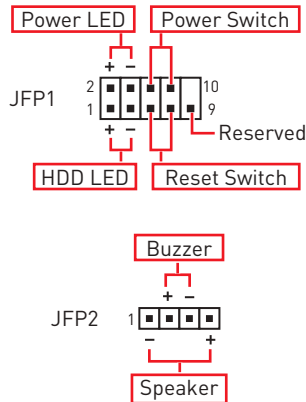 Power LED Power Switch
+ −
2 10
JFP1
1 9
+ − Reserved
HDD LED Reset Switch
Buzzer
+ −
JFP2 1
− +
Speaker